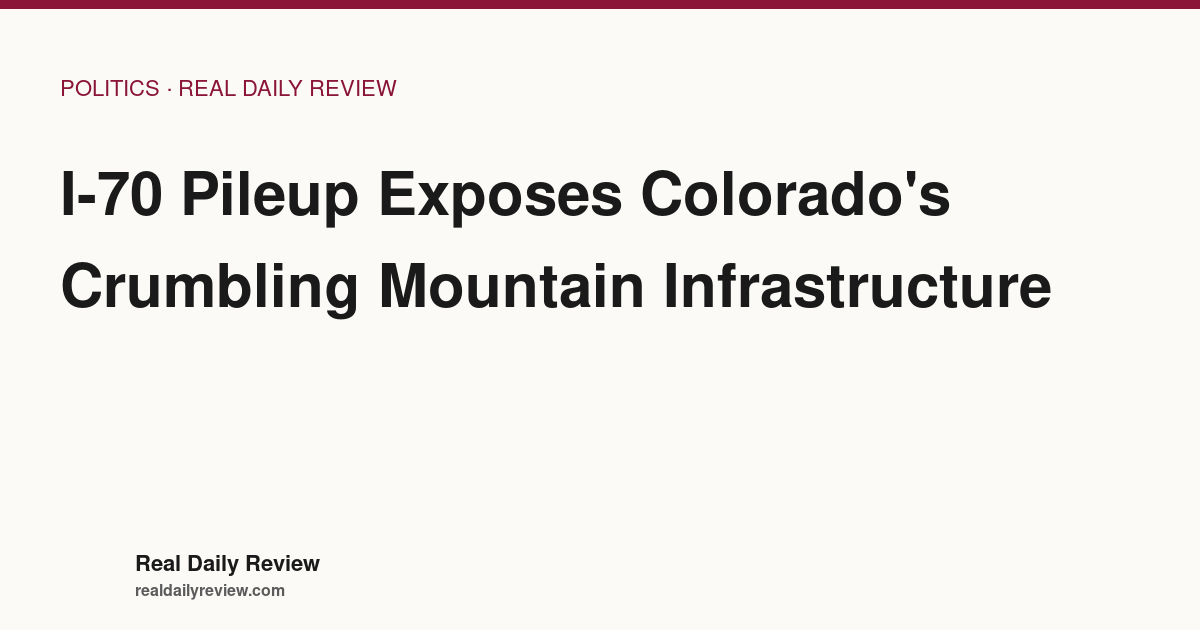 POLITICS · REAL DAILY REVIEW
I-70 Pileup Exposes Colorado's
Crumbling Mountain Infrastructure
Real Daily Review
realdailyreview.com